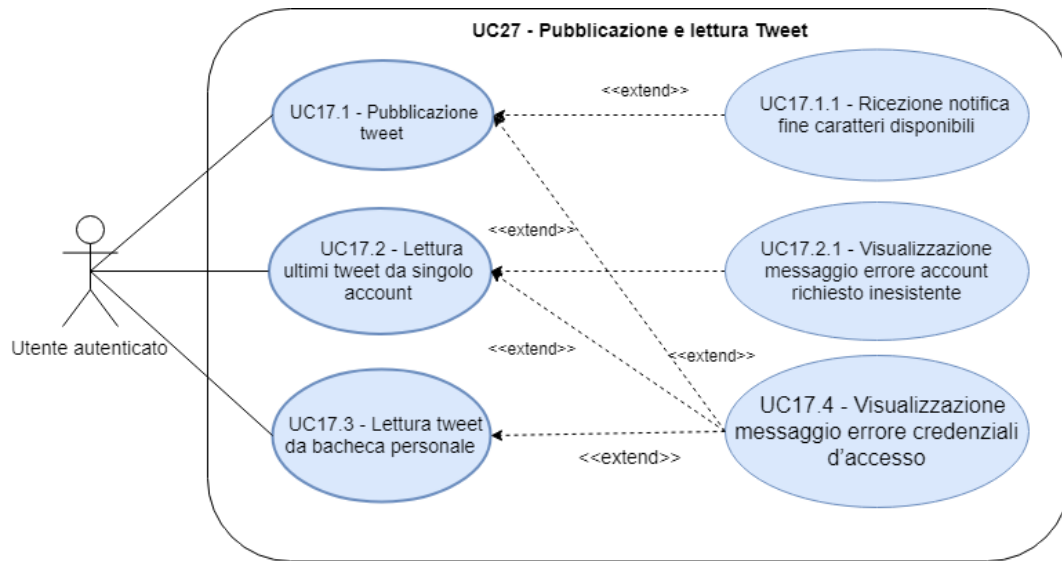 UC27 - Pubblicazione e lettura Tweet
UC17.1 - Pubblicazione
tweet
<<extend>>
UC17.1.1 - Ricezione notifica
fine caratteri disponibili
UC17.2 - Lettura
ultimi tweet da singolo
account
<<extend>>
UC17.2.1 - Visualizzazione
messaggio errore account
richiesto inesistente
Utente autenticato
<<extend>>
<<extend>>
UC17.3 - Lettura tweet
da bacheca personale
<<extend>>
UC17.4 - Visualizzazione
messaggio errore credenziali
d'accesso